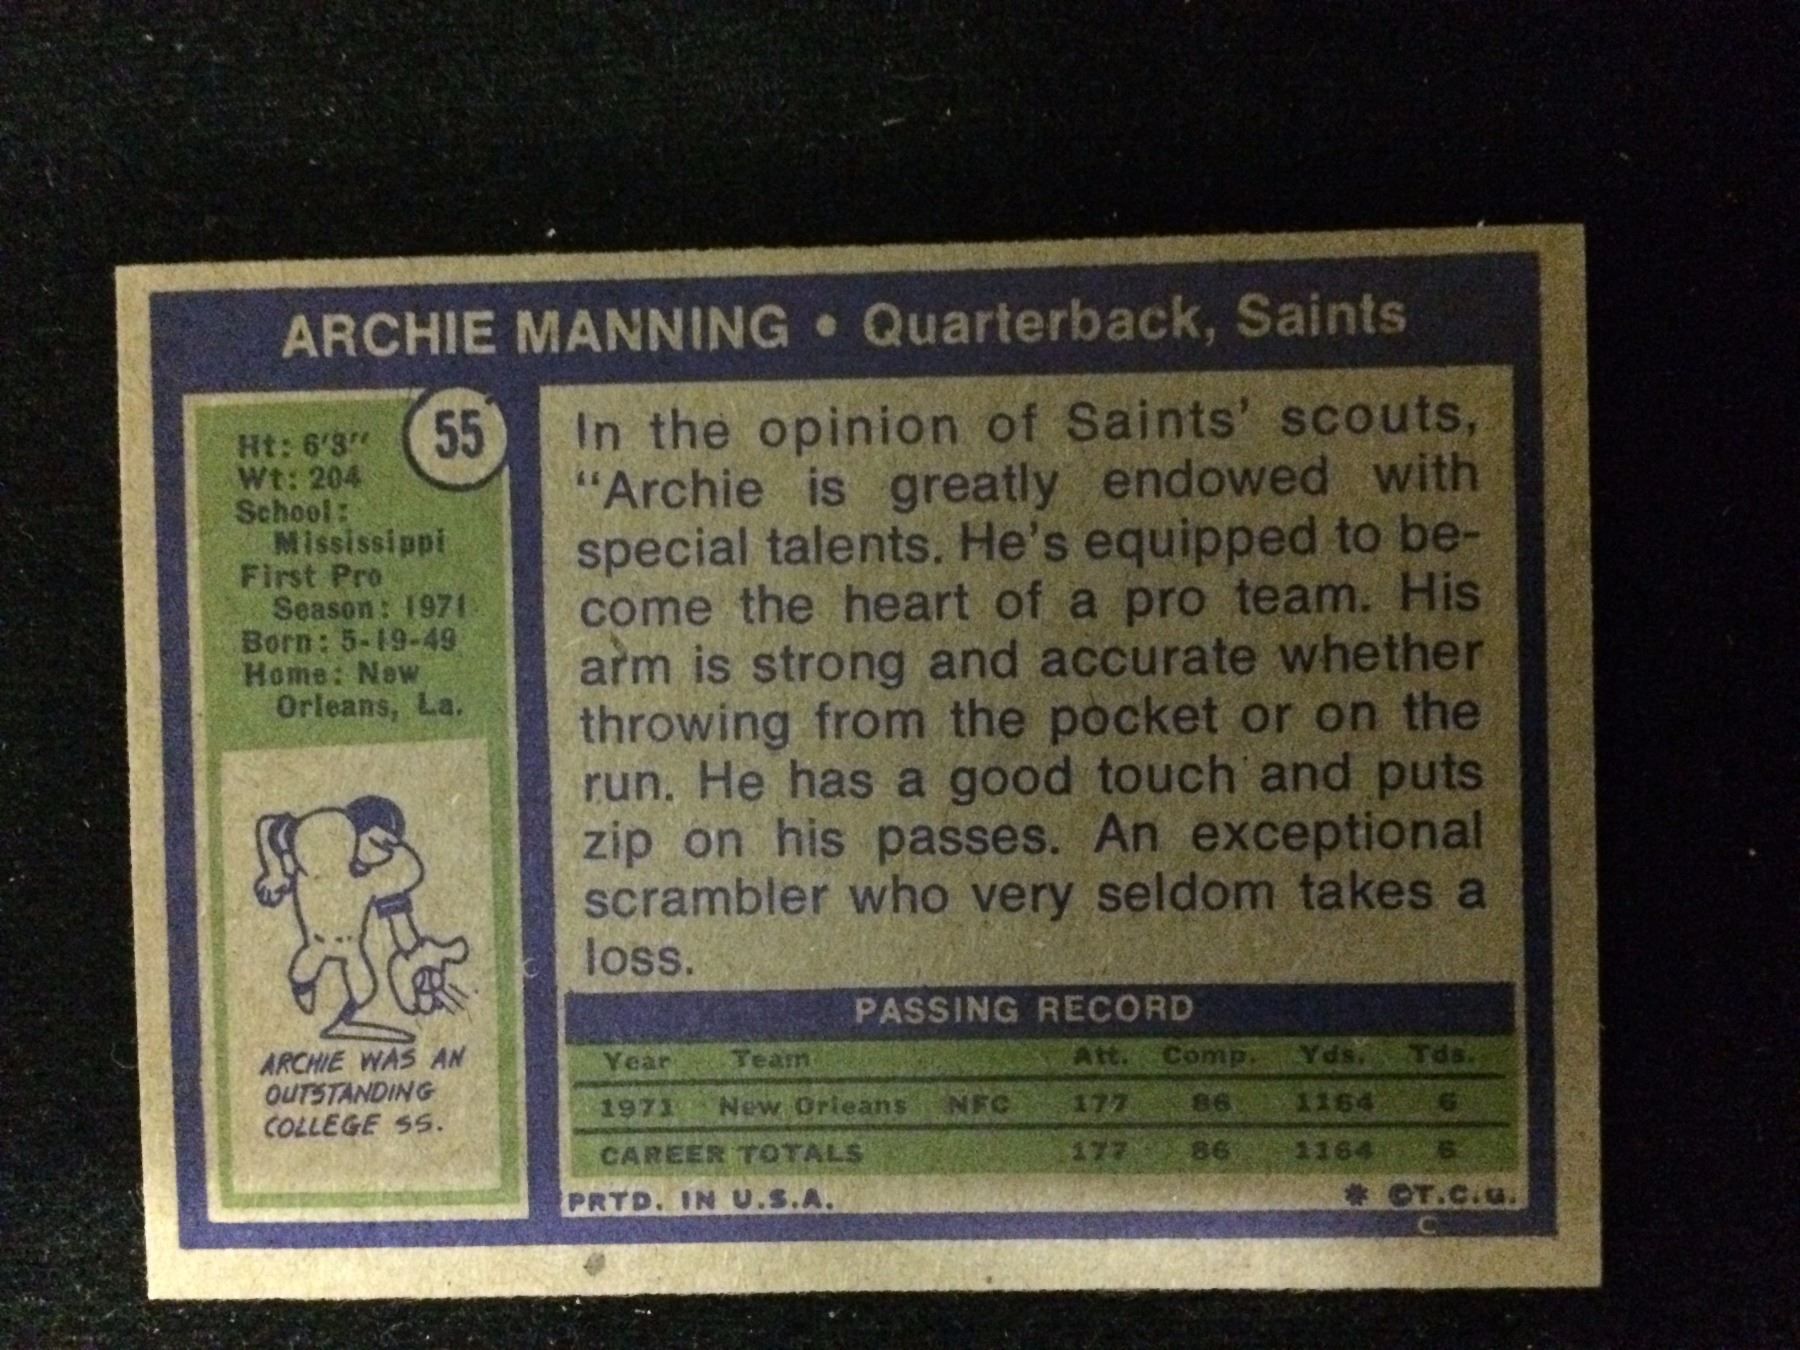 ARCHIE MANNING • Quarterback, Saints
55
Ht: 6'3"
Wt: 204
School:
Mississippi
First Pro
Season: 1971
Born: 5-19-49
Home: New
Orleans, La.
ARCHIE WAS AN
OUTSTANDING
COLLEGE SS.
In the opinion of Saints' scouts,
“Archie is greatly endowed with
special talents. He's equipped to be-
come the heart of a pro team. His
arm is strong and accurate whether
throwing from the pocket or on the
run. He has a good touch and puts
zip on his passes. An exceptional
scrambler who very seldom takes a
loss.
PASSING RECORD
Year Team Att. Comp. Yds. Tds.
1971 New Orleans NFC 177 86 1164 6
CAREER TOTALS 177 86 1164 6
PRTD. IN U.S.A. * ©T.C.G.
C